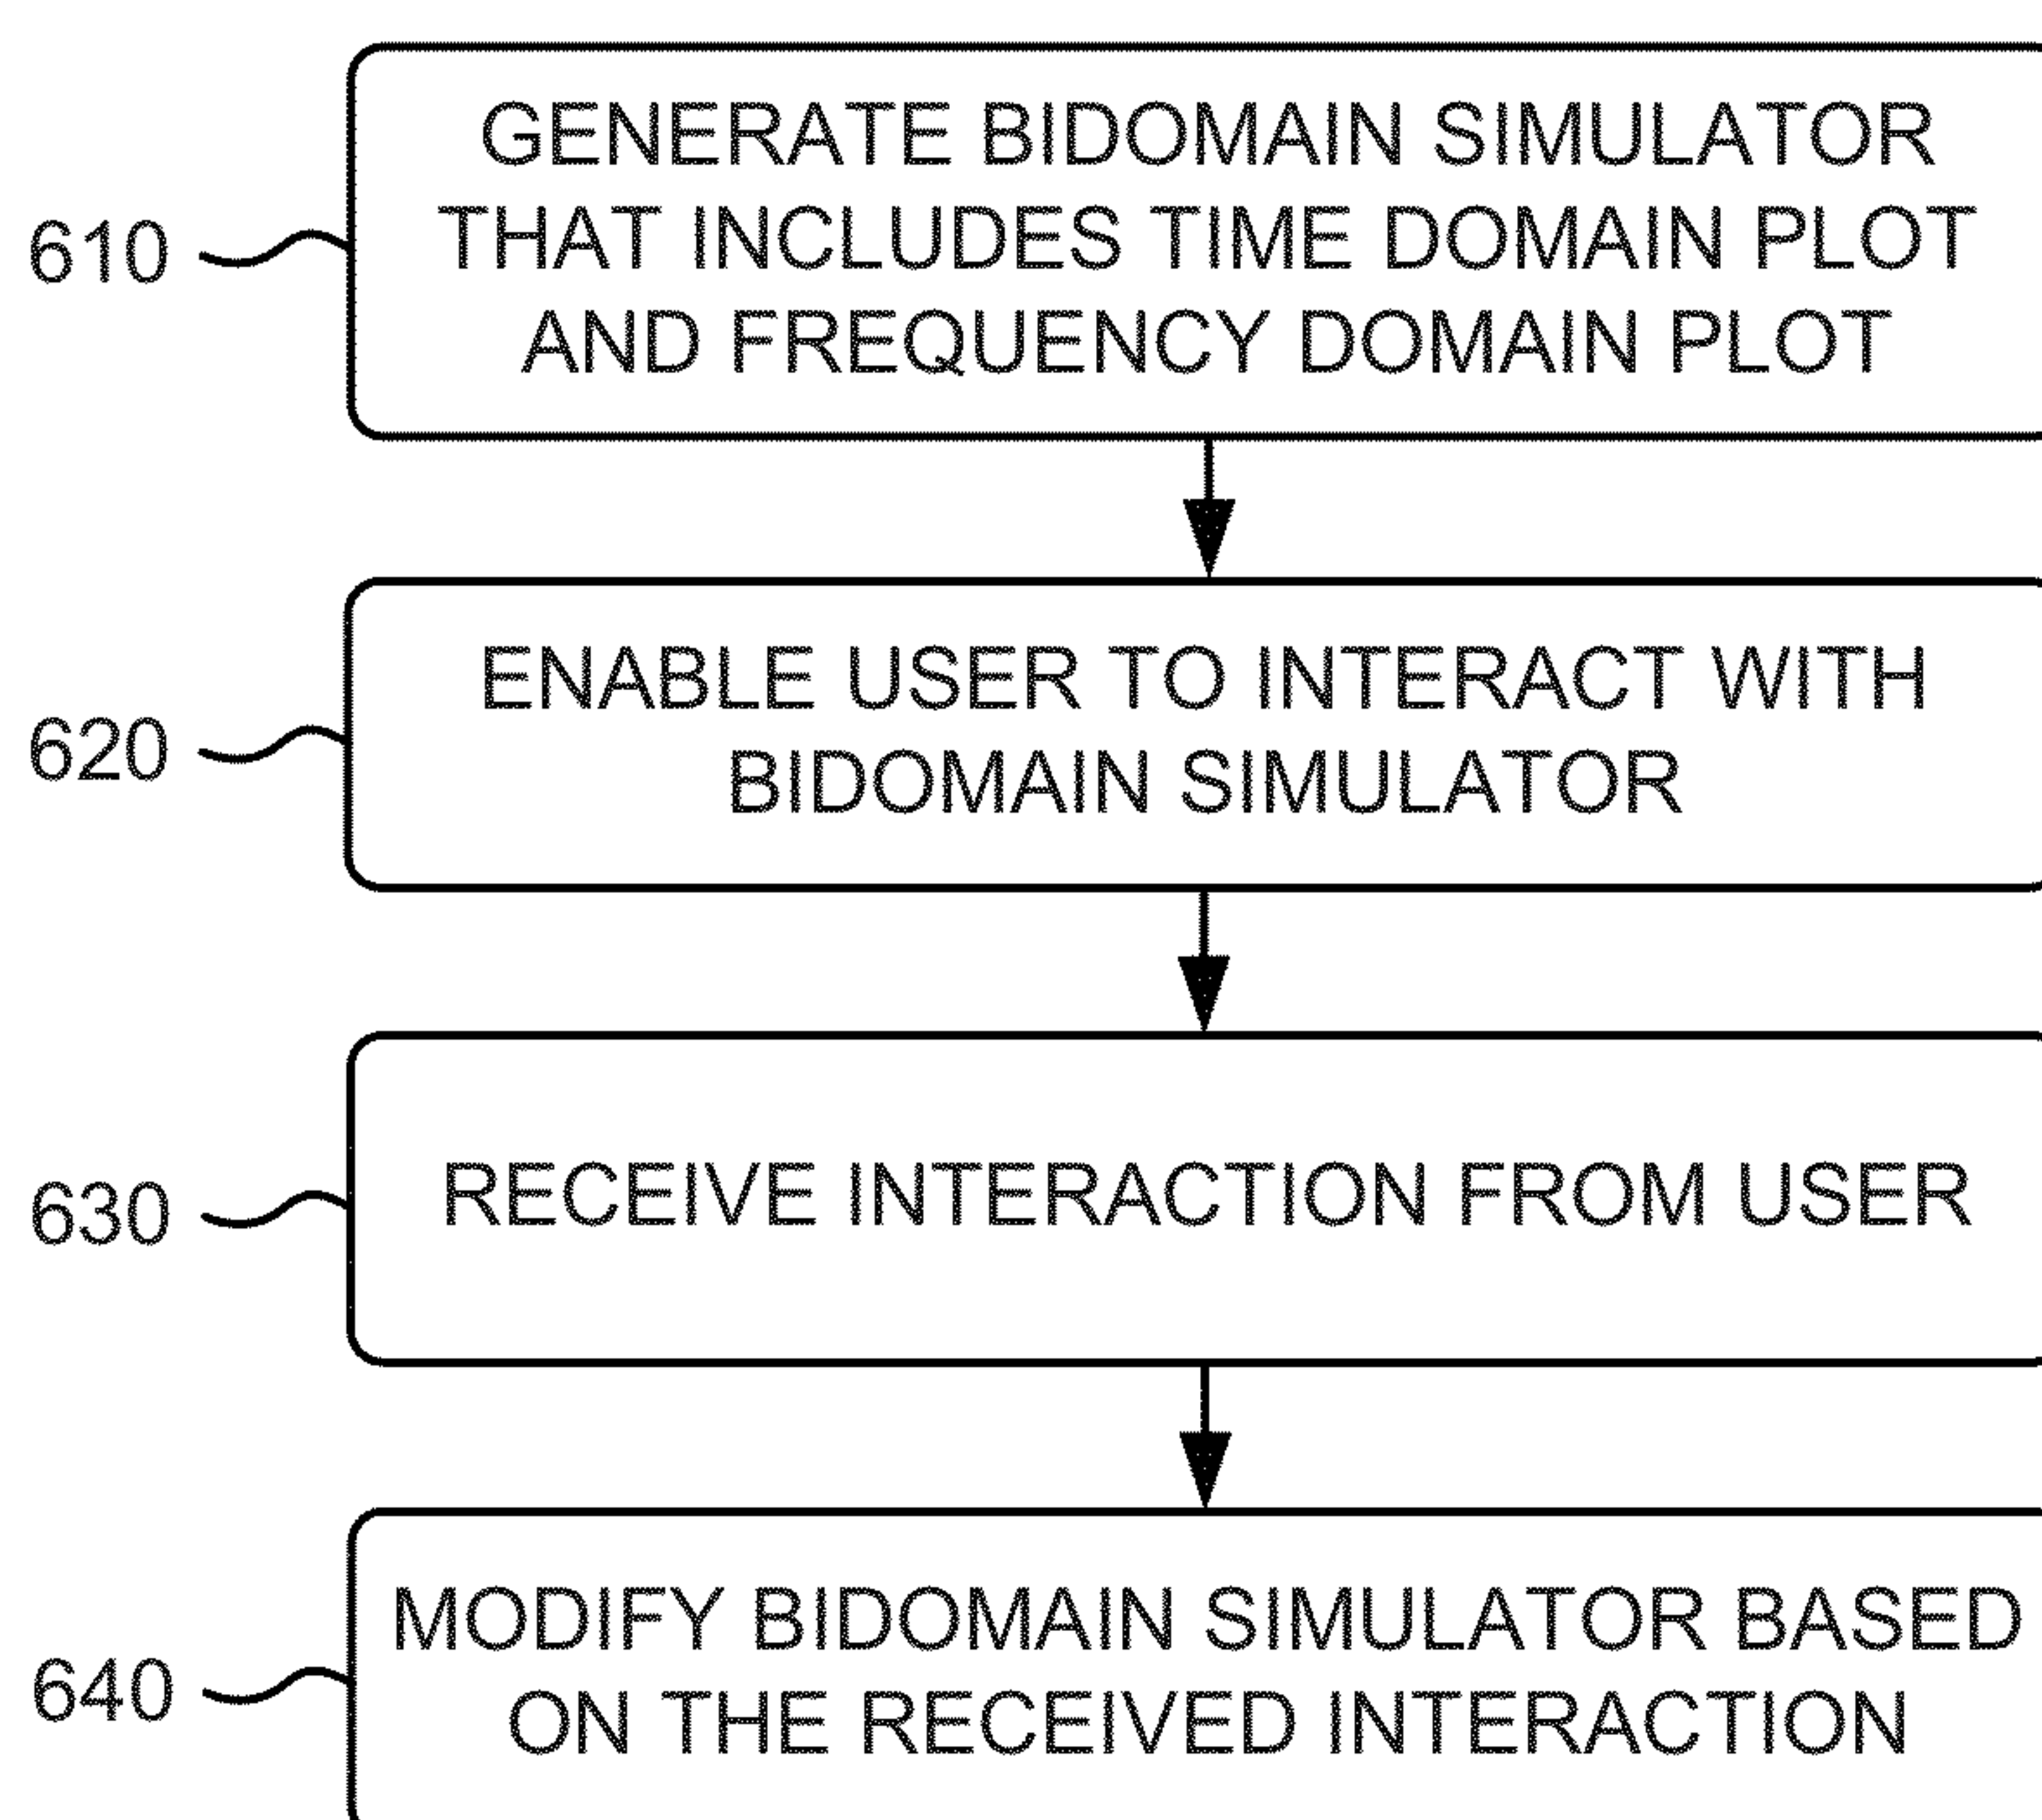 GENERATE BIDOMAIN SIMULATOR
THAT INCLUDES TIME DOMAIN PLOT
AND FREQUENCY DOMAIN PLOT
610
ENABLE USER TO INTERACT WITH
BIDOMAIN SIMULATOR
620
RECEIVE INTERACTION FROM USER
630
MODIFY BIDOMAIN SIMULATOR BASED
ON THE RECEIVED INTERACTION
640